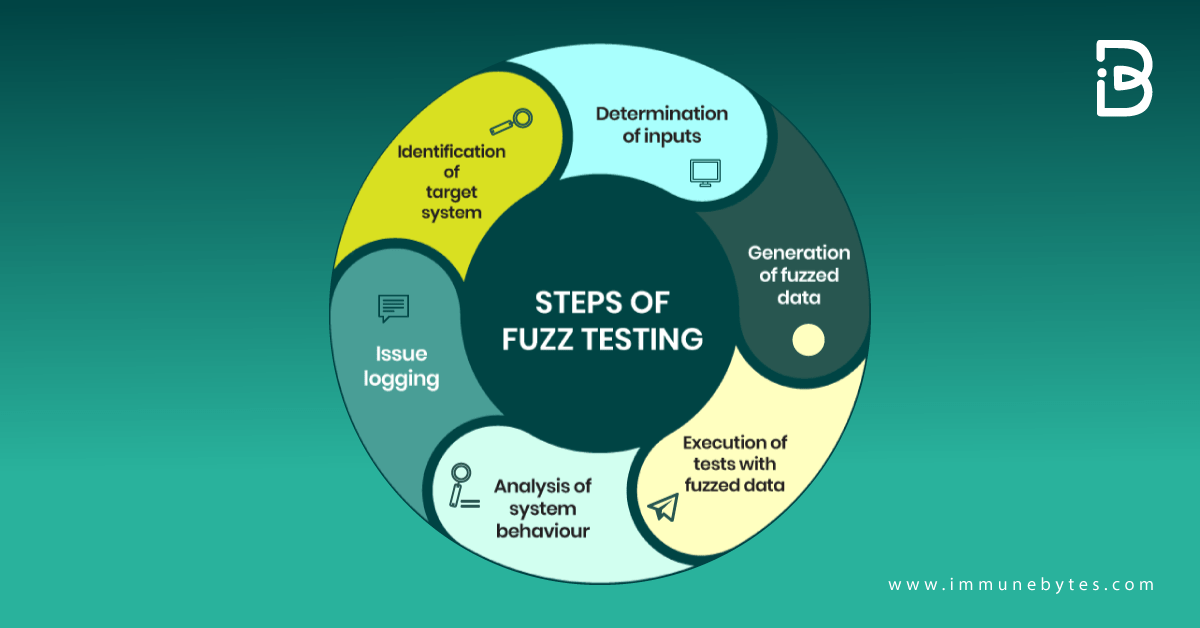 STEPS OF
FUZZ TESTING
Identification
of
target
system
Determination
of inputs
Generation
of fuzzed
data
Execution of
tests with
fuzzed data
Analysis of
system
behaviour
Issue
logging
iB
www.immunebytes.com